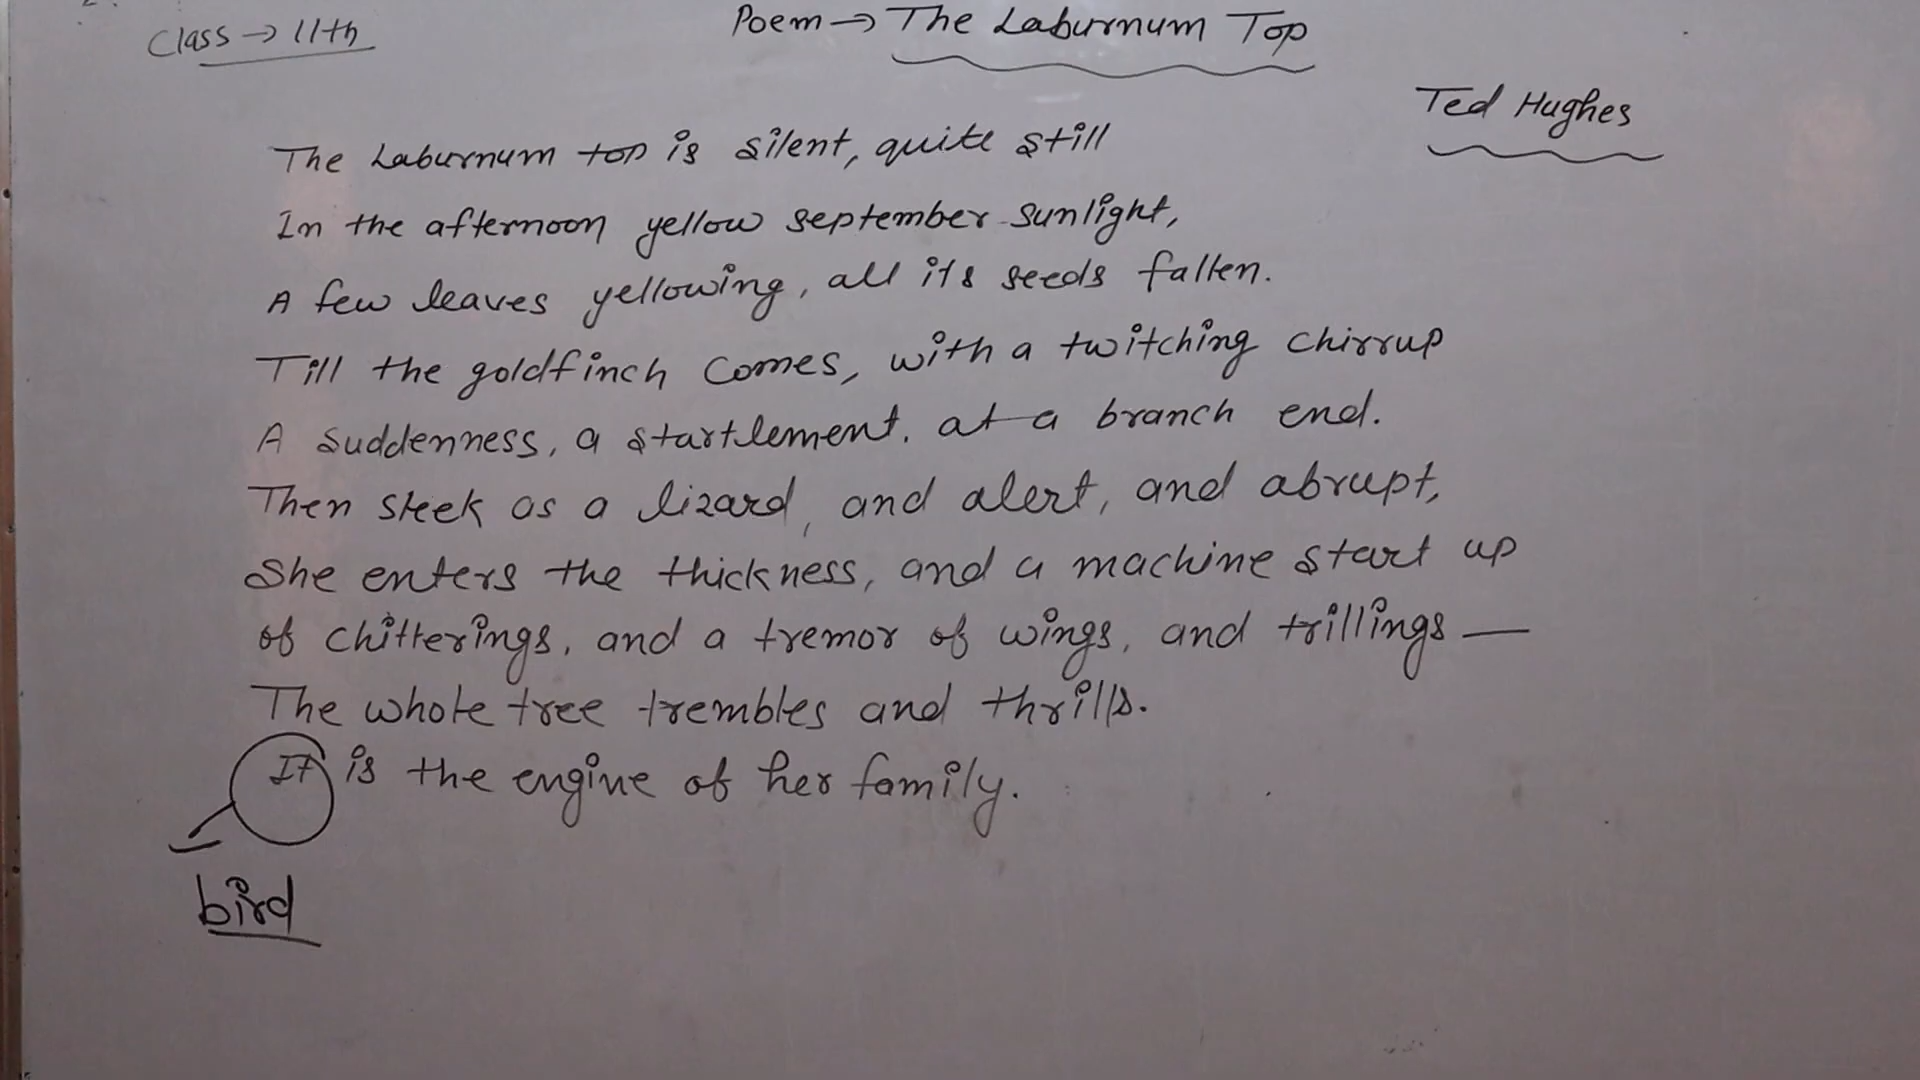 Class → 11th
Poem → The Laburnum Top
Ted Hughes
The Laburnum top is silent, quite still
In the afternoon yellow september sunlight,
A few leaves yellowing, all its seeds fallen.
Till the goldfinch comes, with a twitching chirrup
A suddenness, a startlement, at a branch end.
Then sleek as a lizard, and alert, and abrupt,
She enters the thickness, and a machine start up
of chitterings, and a tremor of wings, and trillings —
The whole tree trembles and thrills.
It is the engine of her family.
bird